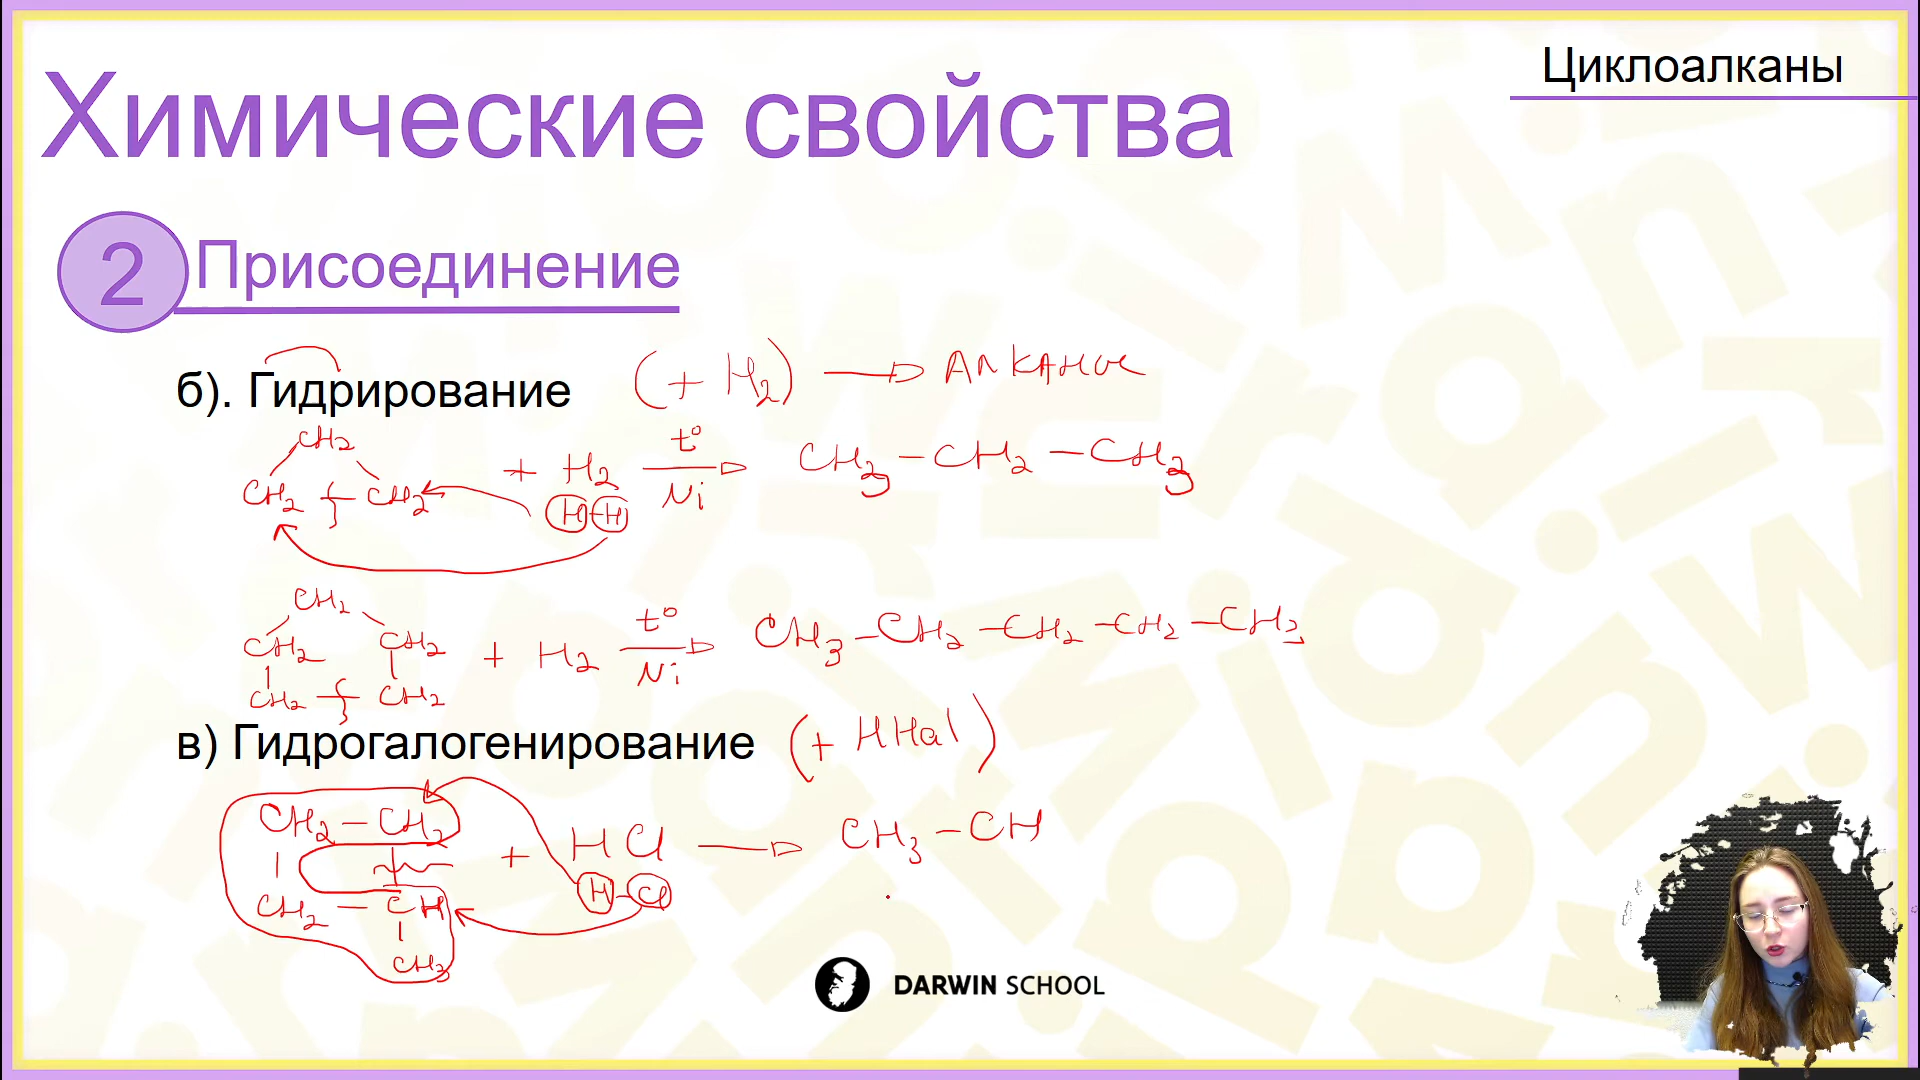 Циклоалканы
Химические свойства
2 Присоединение
б). Гидрирование (+ H2) → Алканы
CH2
CH2 CH2 + H2 t° Ni → CH3 – CH2 – CH3
H–H
CH2
CH2 CH2 + H2 t° Ni → CH3 – CH2 – CH2 – CH2 – CH3
CH2 CH2
в) Гидрогалогенирование (+ HHal)
CH2 – CH2 + HCl → CH3 – CH
CH2 – CH H–Cl
CH3
DARWIN SCHOOL